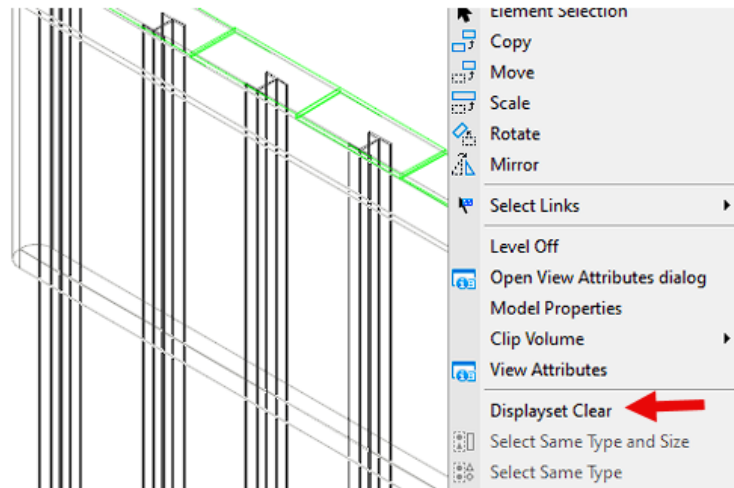 Element Selection
Copy
Move
Scale
Rotate
Mirror
Select Links
Level Off
Open View Attributes dialog
Model Properties
Clip Volume
View Attributes
Displayset Clear
Select Same Type and Size
Select Same Type